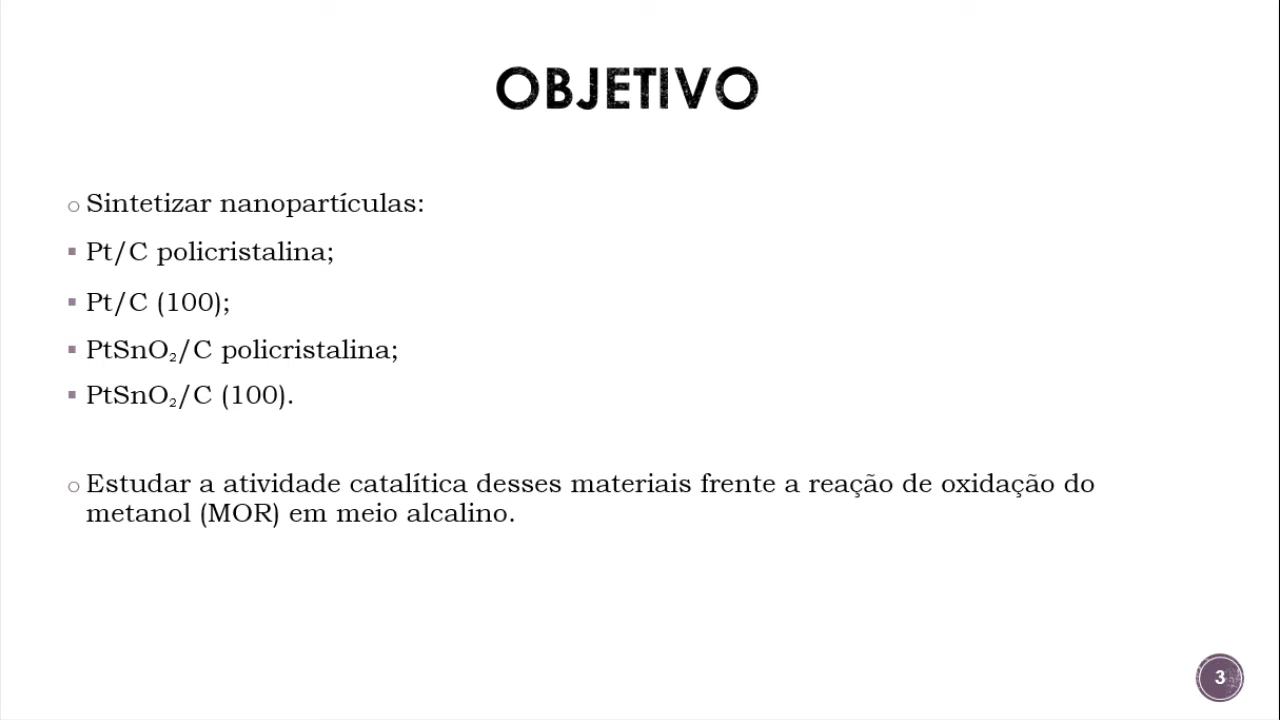 OBJETIVO
Sintetizar nanopartículas:
Pt/C policristalina;
Pt/C (100);
PtSnO₂/C policristalina;
PtSnO₂/C (100).
Estudar a atividade catalítica desses materiais frente a reação de oxidação do
metanol (MOR) em meio alcalino.
3